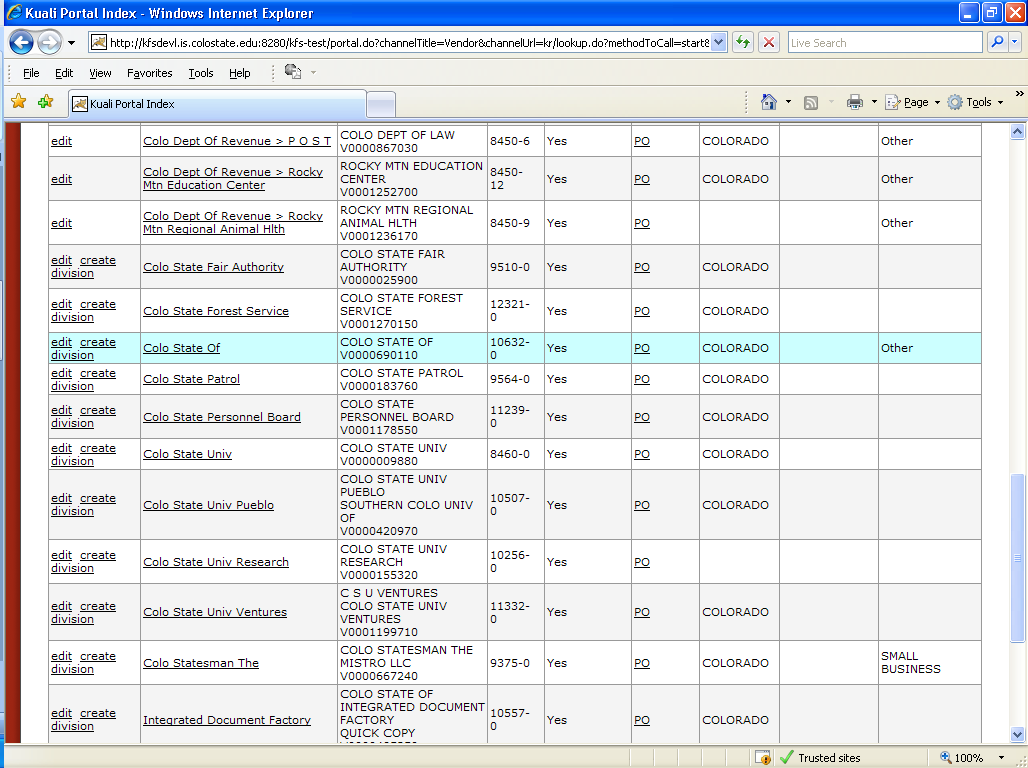 Kuali Portal Index - Windows Internet Explorer
http://kfsdevl.is.colostate.edu:8280/kfs-test/portal.do?channelTitle=Vendor&channelUrl=kr/lookup.do?methodToCall=start&
Live Search
File Edit View Favorites Tools Help
Kuali Portal Index
Page Tools »
edit Colo Dept Of Revenue > P O S T COLO DEPT OF LAW 8450-6 Yes PO COLORADO Other
V0000867030
edit Colo Dept Of Revenue > Rocky ROCKY MTN EDUCATION 8450- Yes PO COLORADO Other
Mtn Education Center CENTER 12
V0001252700
edit Colo Dept Of Revenue > Rocky ROCKY MTN REGIONAL 8450-9 Yes PO Other
Mtn Regional Animal Hlth ANIMAL HLTH
V0001236170
edit create Colo State Fair Authority COLO STATE FAIR 9510-0 Yes PO COLORADO
division AUTHORITY
V0000025900
edit create Colo State Forest Service COLO STATE FOREST 12321- Yes PO COLORADO
division SERVICE 0
V0001270150
edit create Colo State Of COLO STATE OF 10632- Yes PO COLORADO Other
division V0000690110 0
edit create Colo State Patrol COLO STATE PATROL 9564-0 Yes PO COLORADO
division V0000183760
edit create Colo State Personnel Board COLO STATE 11239- Yes PO COLORADO
division PERSONNEL BOARD 0
V0001178550
edit create Colo State Univ COLO STATE UNIV 8460-0 Yes PO COLORADO
division V0000009880
edit create Colo State Univ Pueblo COLO STATE UNIV 10507- Yes PO COLORADO
division PUEBLO 0
SOUTHERN COLO UNIV
OF
V0000420970
edit create Colo State Univ Research COLO STATE UNIV 10256- Yes PO
division RESEARCH 0
V0000155320
edit create Colo State Univ Ventures C S U VENTURES 11332- Yes PO COLORADO
division COLO STATE UNIV 0
VENTURES
V0001199710
edit create Colo Statesman The COLO STATESMAN THE 9375-0 Yes PO COLORADO SMALL
division MISTRO LLC BUSINESS
V0000667240
edit create Integrated Document Factory COLO STATE OF 10557- Yes PO COLORADO
division INTEGRATED DOCUMENT 0
FACTORY
QUICK COPY
Trusted sites 100%